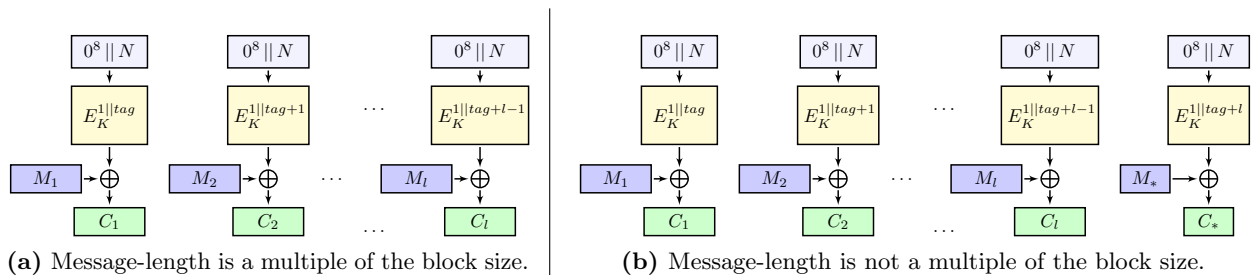 0^8 || N 0^8 || N 0^8 || N
E_K^{1||tag} E_K^{1||tag+1} ... E_K^{1||tag+l−1}
M_1 M_2 ... M_l
C_1 C_2 ... C_l
(a) Message-length is a multiple of the block size.
0^8 || N 0^8 || N 0^8 || N 0^8 || N
E_K^{1||tag} E_K^{1||tag+1} ... E_K^{1||tag+l−1} E_K^{1||tag+l}
M_1 M_2 ... M_l M_*
C_1 C_2 ... C_l C_*
(b) Message-length is not a multiple of the block size.